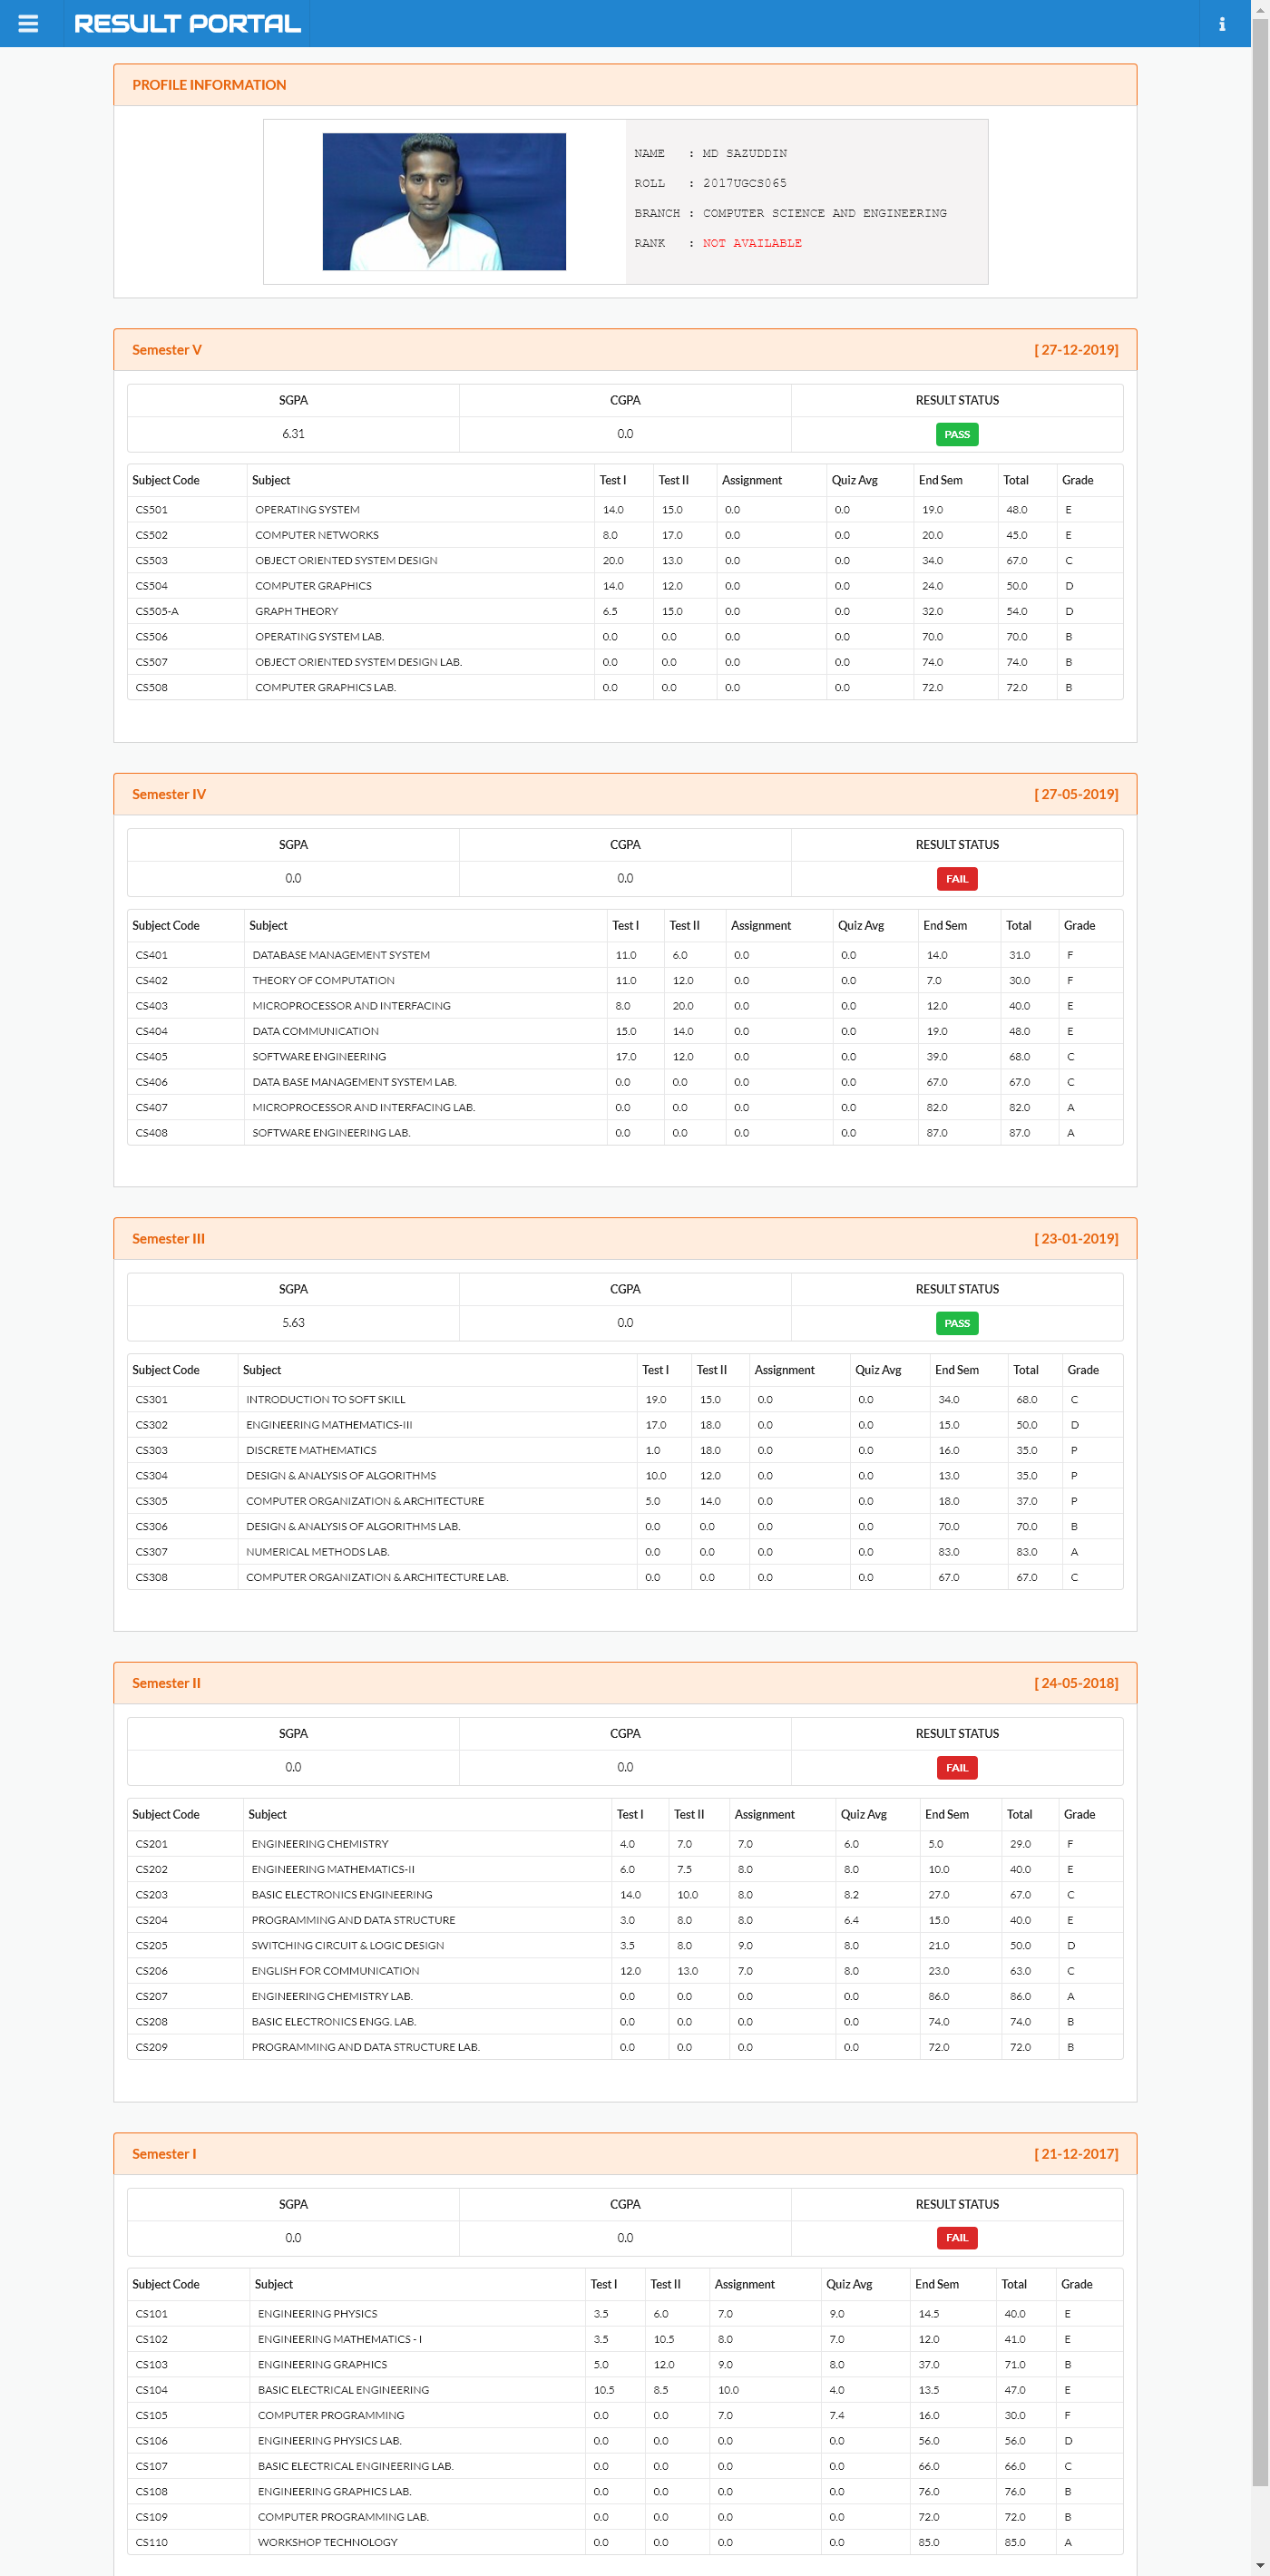 RESULT PORTAL
PROFILE INFORMATION
NAME : MD SAZUDDIN
ROLL : 2017UGCS065
BRANCH : COMPUTER SCIENCE AND ENGINEERING
RANK : NOT AVAILABLE
Semester V [ 27-12-2019]
SGPA CGPA RESULT STATUS
6.31 0.0 PASS
Subject Code Subject Test I Test II Assignment Quiz Avg End Sem Total Grade
CS501 OPERATING SYSTEM 14.0 15.0 0.0 0.0 19.0 48.0 E
CS502 COMPUTER NETWORKS 8.0 17.0 0.0 0.0 20.0 45.0 E
CS503 OBJECT ORIENTED SYSTEM DESIGN 20.0 13.0 0.0 0.0 34.0 67.0 C
CS504 COMPUTER GRAPHICS 14.0 12.0 0.0 0.0 24.0 50.0 D
CS505-A GRAPH THEORY 6.5 15.0 0.0 0.0 32.0 54.0 D
CS506 OPERATING SYSTEM LAB. 0.0 0.0 0.0 0.0 70.0 70.0 B
CS507 OBJECT ORIENTED SYSTEM DESIGN LAB. 0.0 0.0 0.0 0.0 74.0 74.0 B
CS508 COMPUTER GRAPHICS LAB. 0.0 0.0 0.0 0.0 72.0 72.0 B
Semester IV [ 27-05-2019]
SGPA CGPA RESULT STATUS
0.0 0.0 FAIL
Subject Code Subject Test I Test II Assignment Quiz Avg End Sem Total Grade
CS401 DATABASE MANAGEMENT SYSTEM 11.0 6.0 0.0 0.0 14.0 31.0 F
CS402 THEORY OF COMPUTATION 11.0 12.0 0.0 0.0 7.0 30.0 F
CS403 MICROPROCESSOR AND INTERFACING 8.0 20.0 0.0 0.0 12.0 40.0 E
CS404 DATA COMMUNICATION 15.0 14.0 0.0 0.0 19.0 48.0 E
CS405 SOFTWARE ENGINEERING 17.0 12.0 0.0 0.0 39.0 68.0 C
CS406 DATA BASE MANAGEMENT SYSTEM LAB. 0.0 0.0 0.0 0.0 67.0 67.0 C
CS407 MICROPROCESSOR AND INTERFACING LAB. 0.0 0.0 0.0 0.0 82.0 82.0 A
CS408 SOFTWARE ENGINEERING LAB. 0.0 0.0 0.0 0.0 87.0 87.0 A
Semester III [ 23-01-2019]
SGPA CGPA RESULT STATUS
5.63 0.0 PASS
Subject Code Subject Test I Test II Assignment Quiz Avg End Sem Total Grade
CS301 INTRODUCTION TO SOFT SKILL 19.0 15.0 0.0 0.0 34.0 68.0 C
CS302 ENGINEERING MATHEMATICS-III 17.0 18.0 0.0 0.0 15.0 50.0 D
CS303 DISCRETE MATHEMATICS 1.0 18.0 0.0 0.0 16.0 35.0 P
CS304 DESIGN & ANALYSIS OF ALGORITHMS 10.0 12.0 0.0 0.0 13.0 35.0 P
CS305 COMPUTER ORGANIZATION & ARCHITECTURE 5.0 14.0 0.0 0.0 18.0 37.0 P
CS306 DESIGN & ANALYSIS OF ALGORITHMS LAB. 0.0 0.0 0.0 0.0 70.0 70.0 B
CS307 NUMERICAL METHODS LAB. 0.0 0.0 0.0 0.0 83.0 83.0 A
CS308 COMPUTER ORGANIZATION & ARCHITECTURE LAB. 0.0 0.0 0.0 0.0 67.0 67.0 C
Semester II [ 24-05-2018]
SGPA CGPA RESULT STATUS
0.0 0.0 FAIL
Subject Code Subject Test I Test II Assignment Quiz Avg End Sem Total Grade
CS201 ENGINEERING CHEMISTRY 4.0 7.0 7.0 6.0 5.0 29.0 F
CS202 ENGINEERING MATHEMATICS-II 6.0 7.5 8.0 8.0 10.0 40.0 E
CS203 BASIC ELECTRONICS ENGINEERING 14.0 10.0 8.0 8.2 27.0 67.0 C
CS204 PROGRAMMING AND DATA STRUCTURE 3.0 8.0 8.0 6.4 15.0 40.0 E
CS205 SWITCHING CIRCUIT & LOGIC DESIGN 3.5 8.0 9.0 8.0 21.0 50.0 D
CS206 ENGLISH FOR COMMUNICATION 12.0 13.0 7.0 8.0 23.0 63.0 C
CS207 ENGINEERING CHEMISTRY LAB. 0.0 0.0 0.0 0.0 86.0 86.0 A
CS208 BASIC ELECTRONICS ENGG. LAB. 0.0 0.0 0.0 0.0 74.0 74.0 B
CS209 PROGRAMMING AND DATA STRUCTURE LAB. 0.0 0.0 0.0 0.0 72.0 72.0 B
Semester I [ 21-12-2017]
SGPA CGPA RESULT STATUS
0.0 0.0 FAIL
Subject Code Subject Test I Test II Assignment Quiz Avg End Sem Total Grade
CS101 ENGINEERING PHYSICS 3.5 6.0 7.0 9.0 14.5 40.0 E
CS102 ENGINEERING MATHEMATICS - I 3.5 10.5 8.0 7.0 12.0 41.0 E
CS103 ENGINEERING GRAPHICS 5.0 12.0 9.0 8.0 37.0 71.0 B
CS104 BASIC ELECTRICAL ENGINEERING 10.5 8.5 10.0 4.0 13.5 47.0 E
CS105 COMPUTER PROGRAMMING 0.0 0.0 7.0 7.4 16.0 30.0 F
CS106 ENGINEERING PHYSICS LAB. 0.0 0.0 0.0 0.0 56.0 56.0 D
CS107 BASIC ELECTRICAL ENGINEERING LAB. 0.0 0.0 0.0 0.0 66.0 66.0 C
CS108 ENGINEERING GRAPHICS LAB. 0.0 0.0 0.0 0.0 76.0 76.0 B
CS109 COMPUTER PROGRAMMING LAB. 0.0 0.0 0.0 0.0 72.0 72.0 B
CS110 WORKSHOP TECHNOLOGY 0.0 0.0 0.0 0.0 85.0 85.0 A